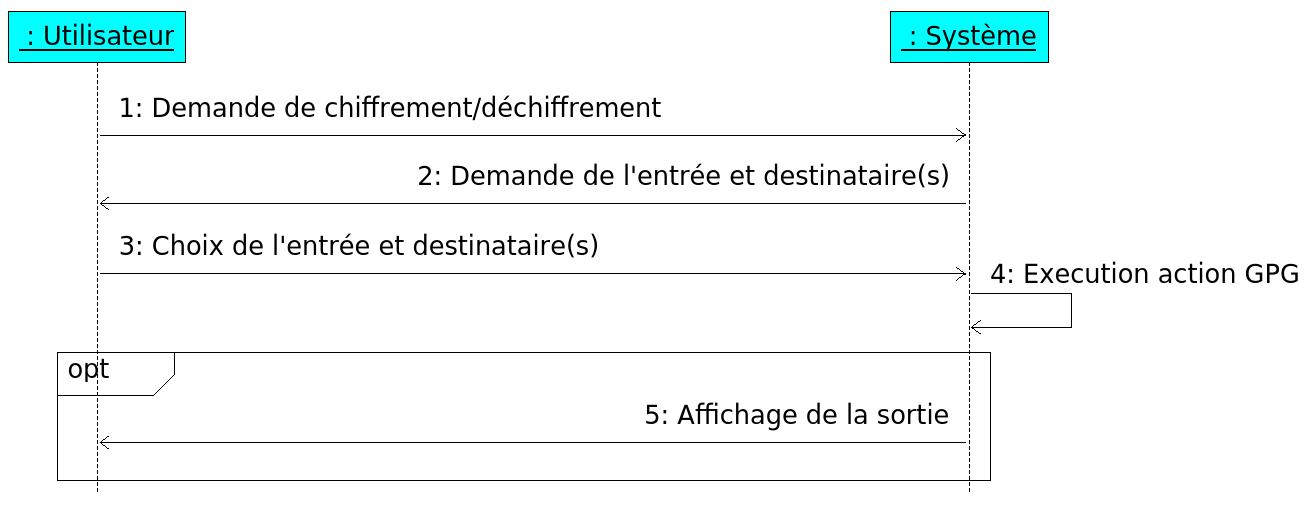 : Utilisateur
: Système
1: Demande de chiffrement/déchiffrement
2: Demande de l'entrée et destinataire(s)
3: Choix de l'entrée et destinataire(s)
4: Execution action GPG
opt
5: Affichage de la sortie